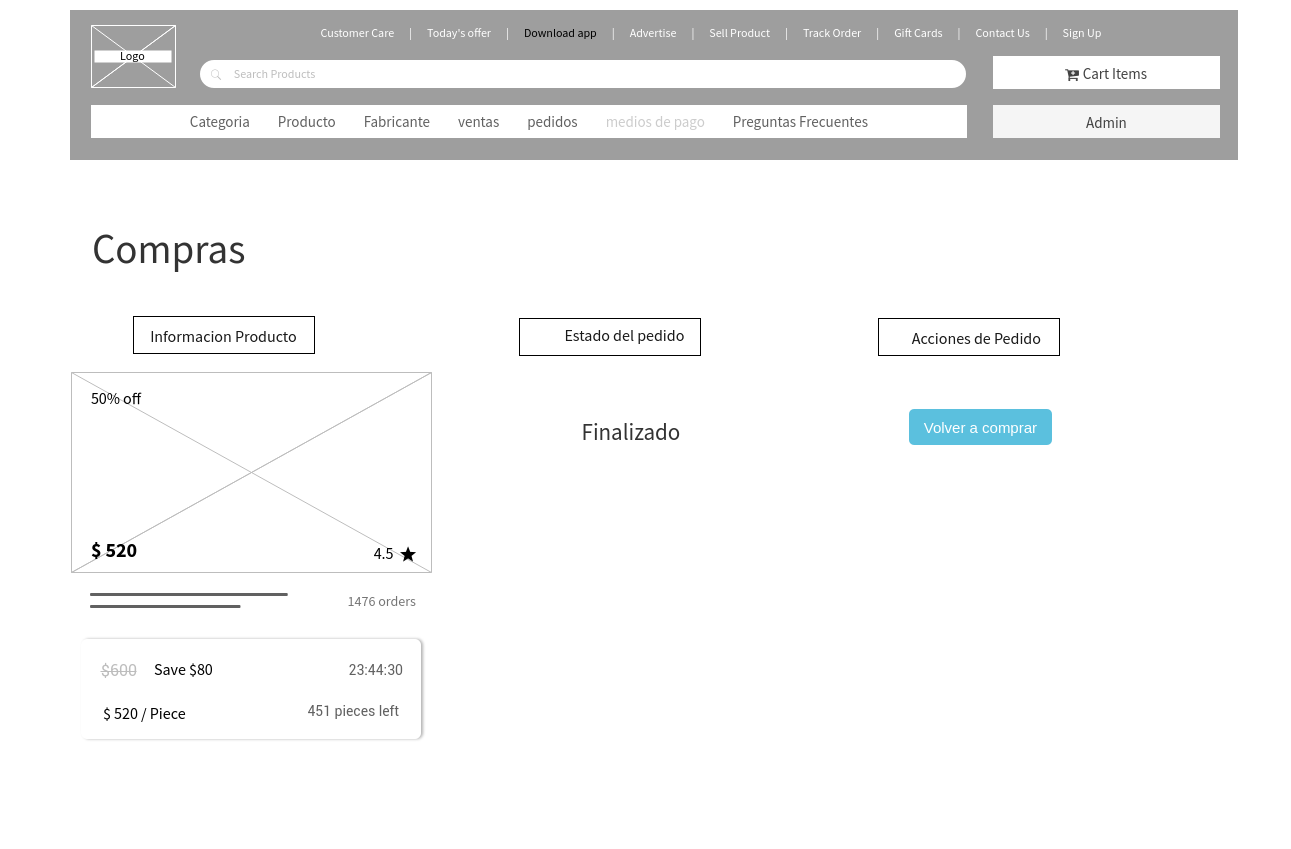 Customer Care | Today's offer | Download app | Advertise | Sell Product | Track Order | Gift Cards | Contact Us | Sign Up
Logo
Search Products
Cart Items
Categoria Producto Fabricante ventas pedidos medios de pago Preguntas Frecuentes
Admin
Compras
Informacion Producto
Estado del pedido
Acciones de Pedido
50% off
Finalizado
Volver a comprar
$ 520
4.5
1476 orders
$600 Save $80 23:44:30
$ 520 / Piece 451 pieces left